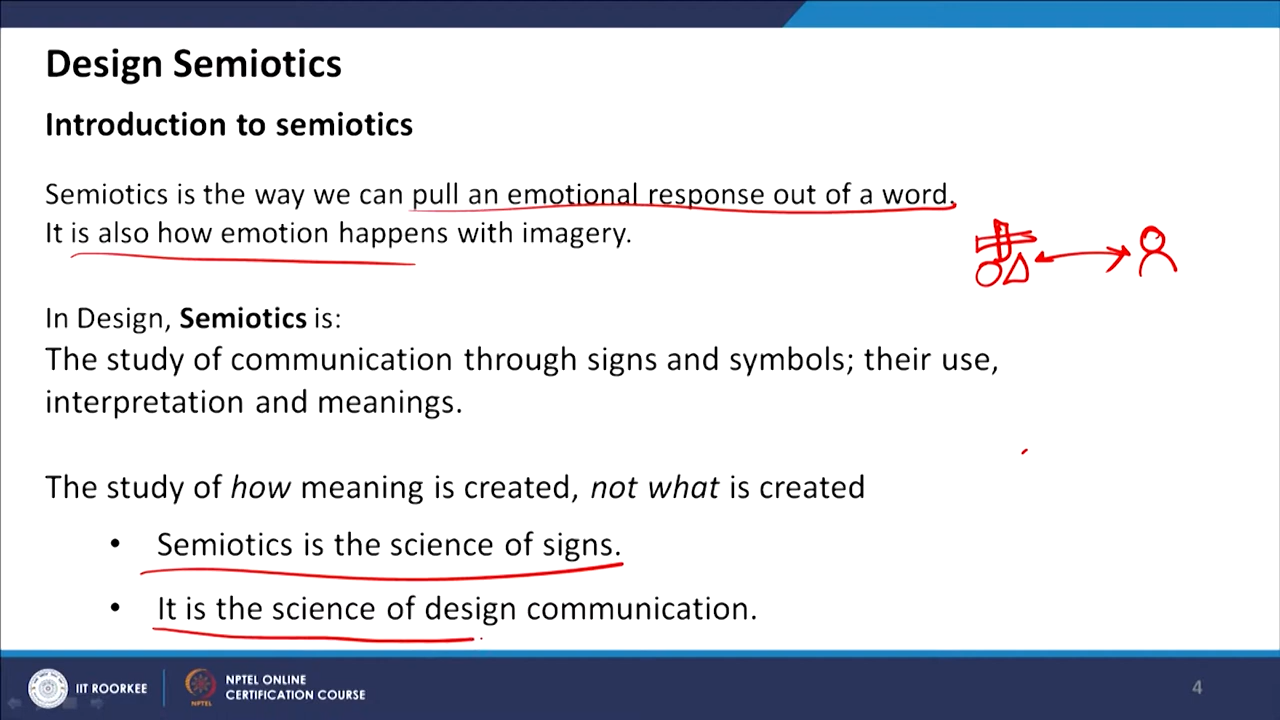 Design Semiotics
Introduction to semiotics
Semiotics is the way we can pull an emotional response out of a word.
It is also how emotion happens with imagery.
In Design, Semiotics is:
The study of communication through signs and symbols; their use,
interpretation and meanings.
The study of how meaning is created, not what is created
• Semiotics is the science of signs.
• It is the science of design communication.
IIT ROORKEE
NPTEL
NPTEL ONLINE
CERTIFICATION COURSE
4